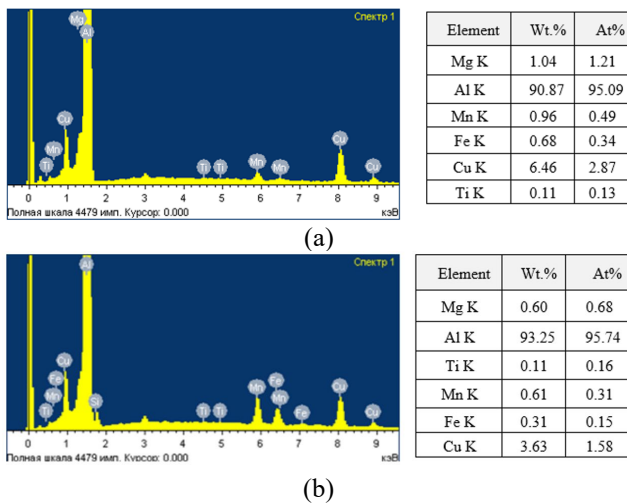 Спектр 1
Mg
Al
Cu
Mn
Ti
Ti Ti Mn Mn Cu Cu
0 1 2 3 4 5 6 7 8 9
Полная шкала 4479 имп. Курсор: 0.000 кэВ
Element Wt.% At%
Mg K 1.04 1.21
Al K 90.87 95.09
Mn K 0.96 0.49
Fe K 0.68 0.34
Cu K 6.46 2.87
Ti K 0.11 0.13
(a)
Спектр 1
Al
Cu
Fe
Mn
Ti
Si
Ti Ti Mn Fe Mn Fe Cu Cu
0 1 2 3 4 5 6 7 8 9
Полная шкала 4479 имп. Курсор: 0.000 кэВ
Element Wt.% At%
Mg K 0.60 0.68
Al K 93.25 95.74
Ti K 0.11 0.16
Mn K 0.61 0.31
Fe K 0.31 0.15
Cu K 3.63 1.58
(b)